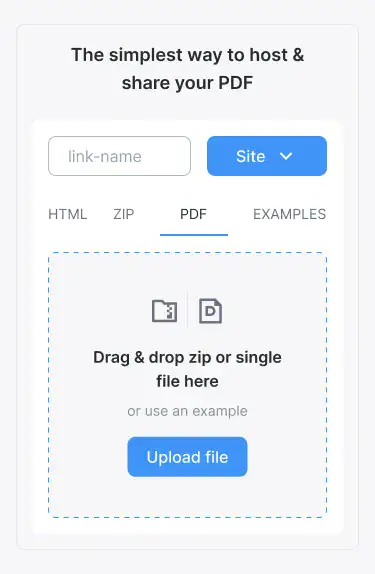 The simplest way to host &
share your PDF
link-name
Site
HTML ZIP PDF EXAMPLES
D
Drag & drop zip or single
file here
or use an example
Upload file